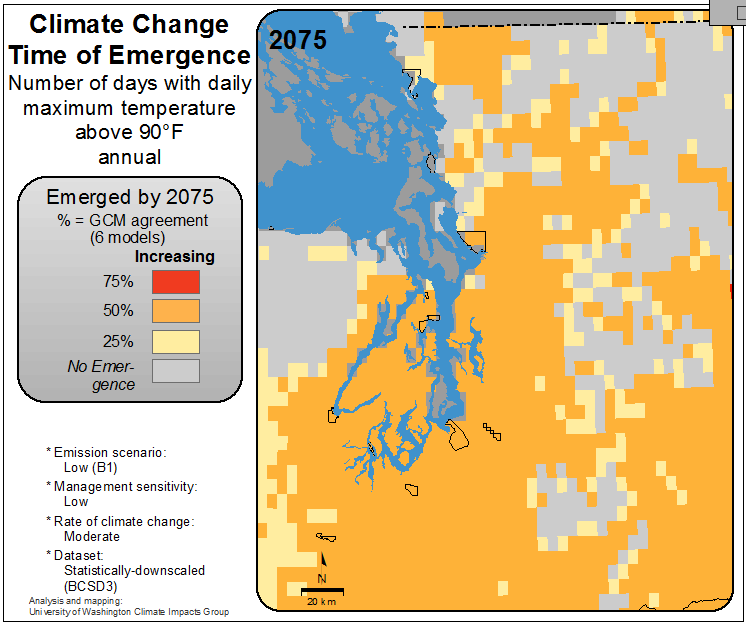 Climate Change
Time of Emergence
Number of days with daily
maximum temperature
above 90°F
annual
Emerged by 2075
% = GCM agreement
(6 models)
Increasing
75%
50%
25%
No Emer-
gence
* Emission scenario:
Low (B1)
* Management sensitivity:
Low
* Rate of climate change:
Moderate
* Dataset:
Statistically-downscaled
(BCSD3)
Analysis and mapping:
University of Washington Climate Impacts Group
2075
N
20 km